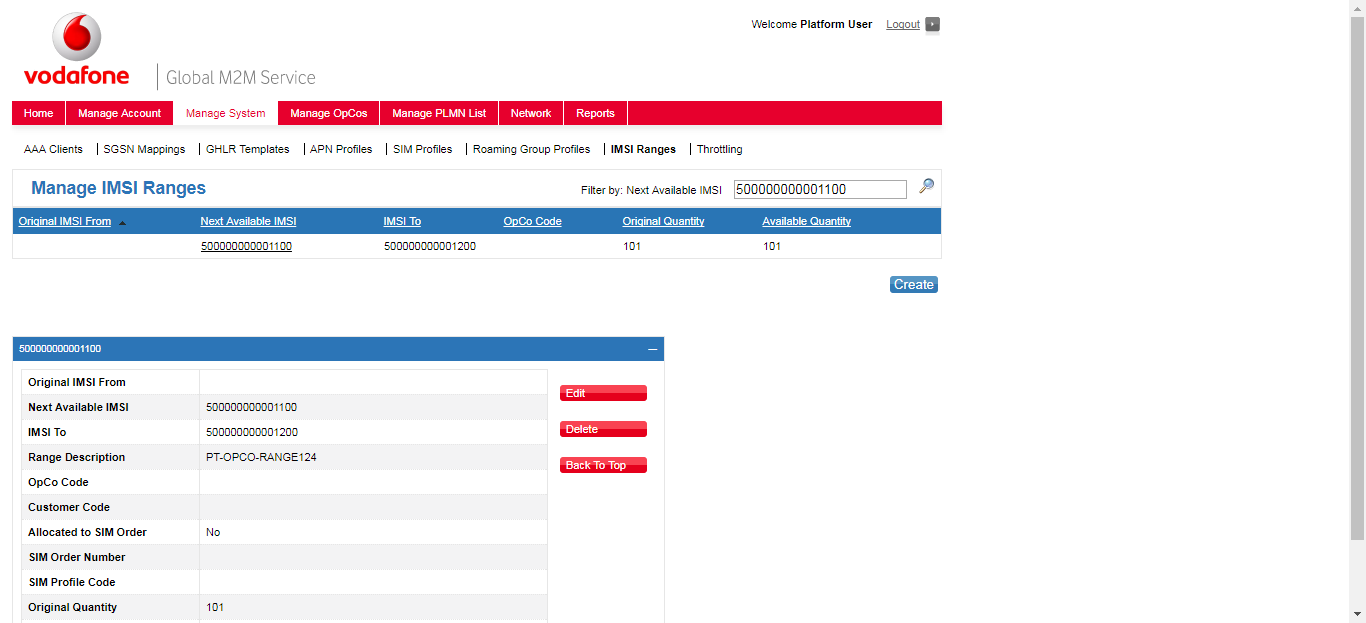 Welcome Platform User Logout
vodafone
Global M2M Service
Home Manage Account Manage System Manage OpCos Manage PLMN List Network Reports
AAA Clients SGSN Mappings GHLR Templates APN Profiles SIM Profiles Roaming Group Profiles IMSI Ranges Throttling
Manage IMSI Ranges Filter by: Next Available IMSI 500000000001100
Original IMSI From Next Available IMSI IMSI To OpCo Code Original Quantity Available Quantity
500000000001100 500000000001200 101 101
Create
500000000001100
Original IMSI From
Edit
Next Available IMSI 500000000001100
IMSI To 500000000001200
Delete
Range Description PT-OPCO-RANGE124
Back To Top
OpCo Code
Customer Code
Allocated to SIM Order No
SIM Order Number
SIM Profile Code
Original Quantity 101